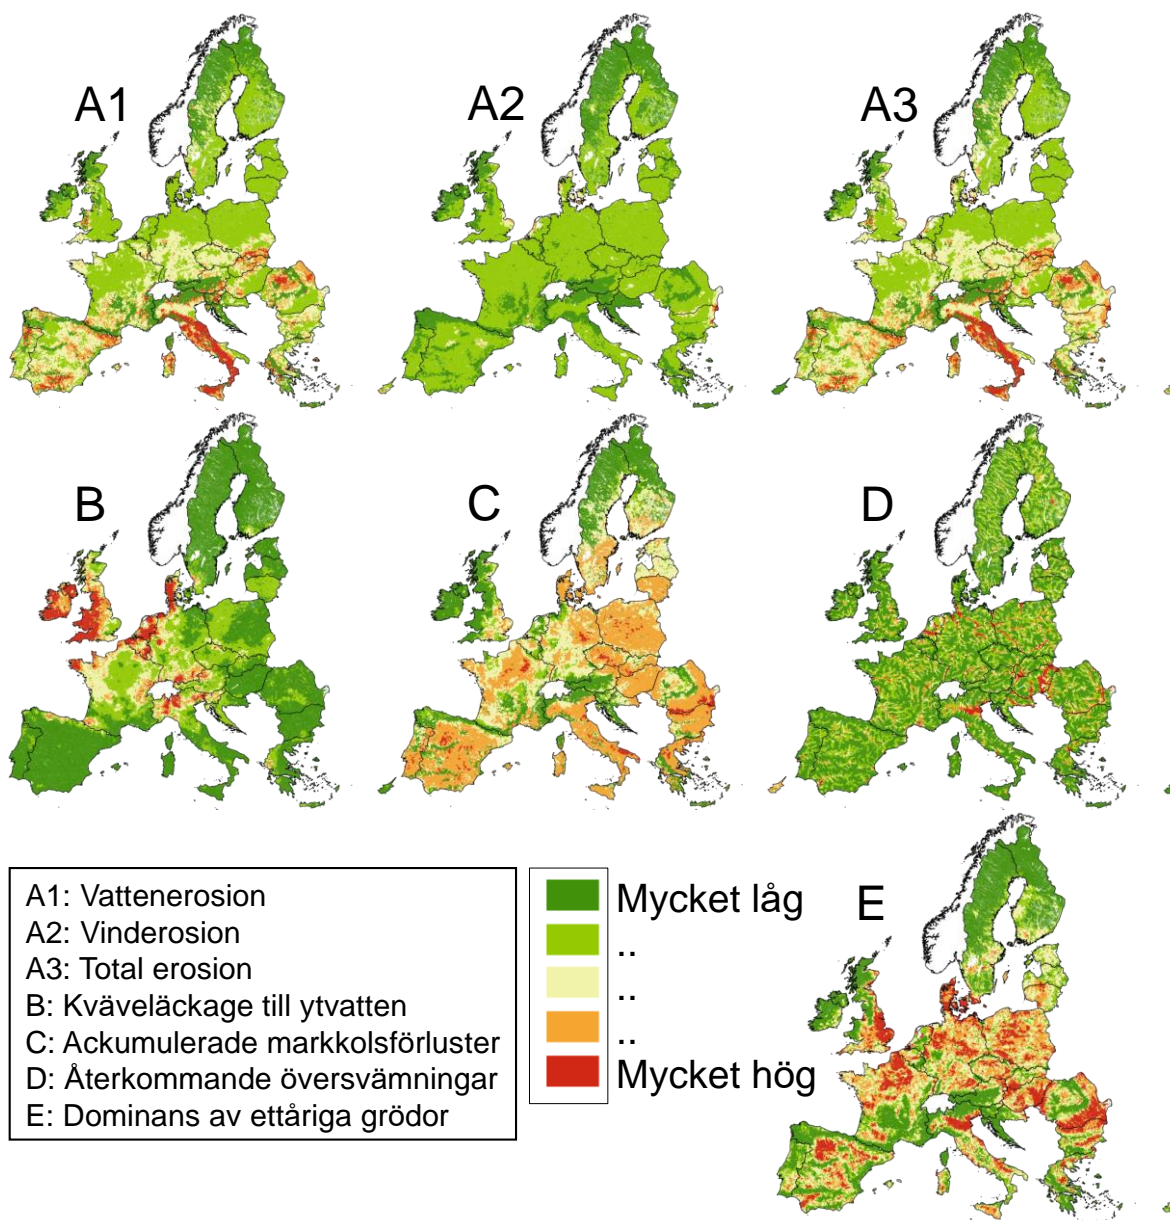 A1
A2
A3
B
C
D
A1: Vattenerosion
A2: Vinderosion
A3: Total erosion
B: Kväveläckage till ytvatten
C: Ackumulerade markkolsförluster
D: Återkommande översvämningar
E: Dominans av ettåriga grödor
Mycket låg
..
..
..
Mycket hög
E